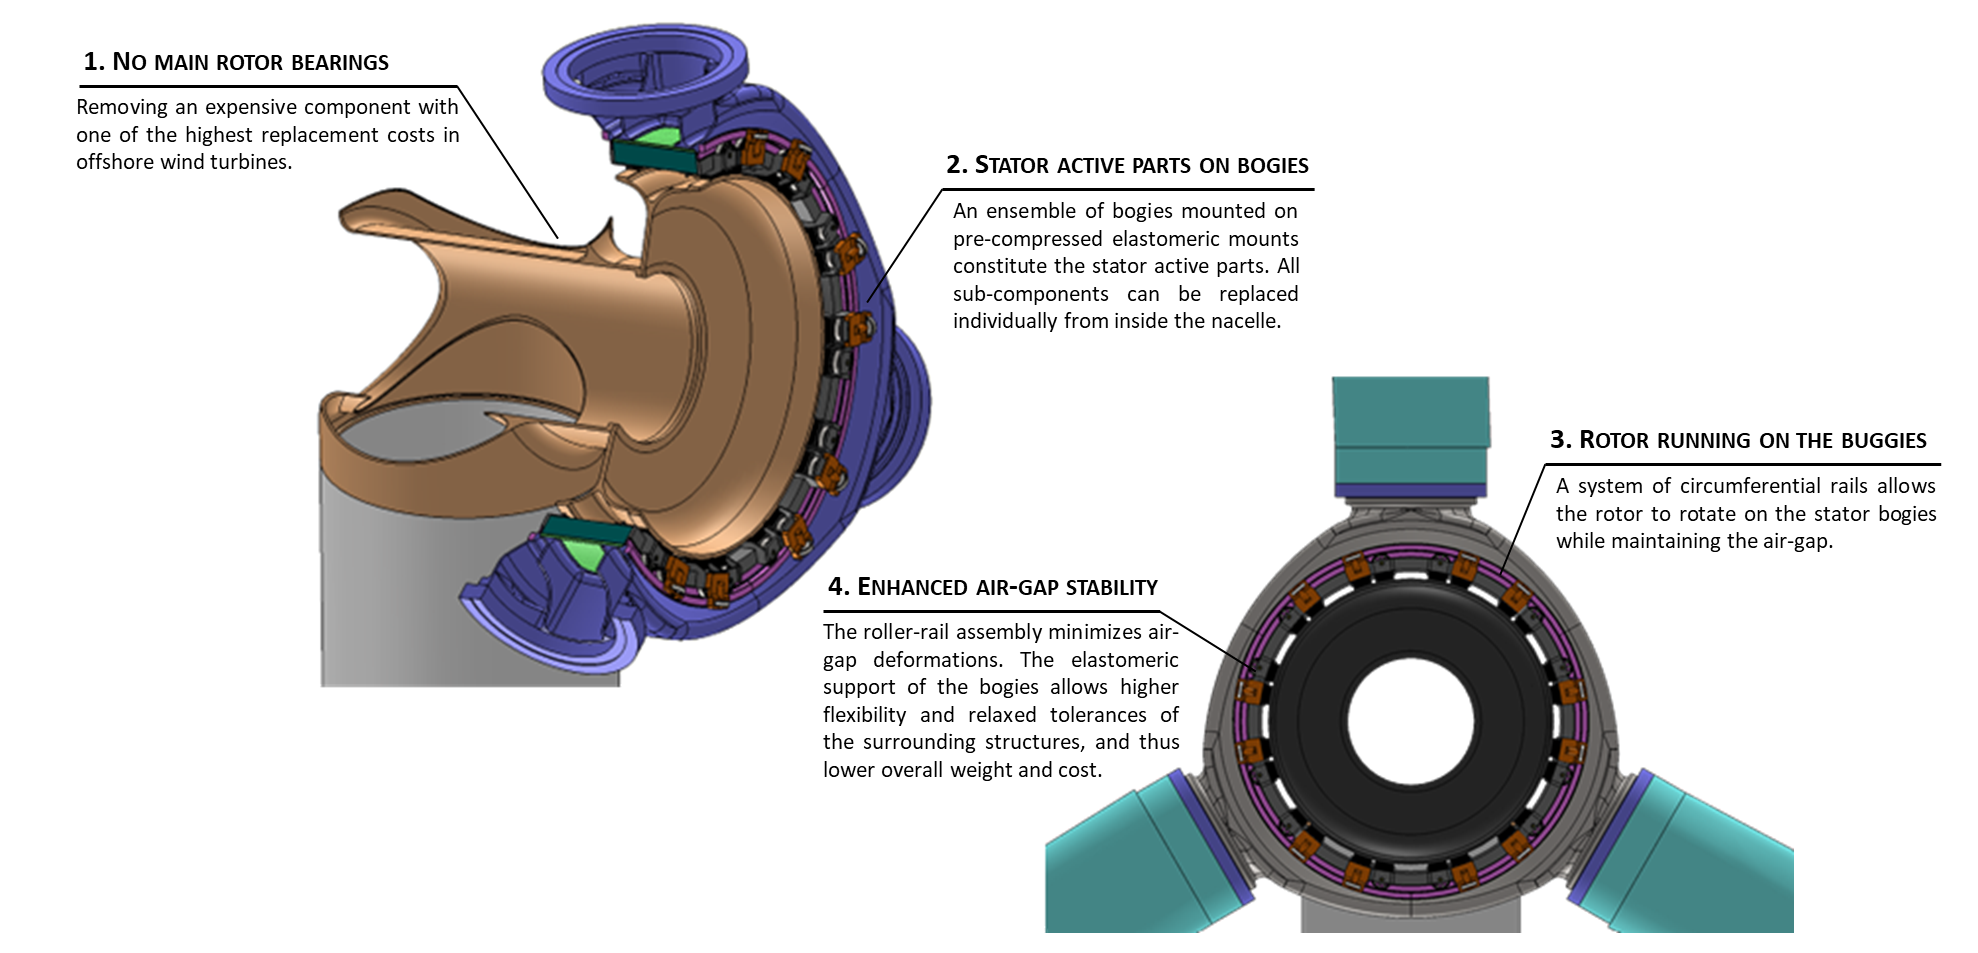 1. No main rotor bearings
Removing an expensive component with
one of the highest replacement costs in
offshore wind turbines.
2. Stator active parts on bogies
An ensemble of bogies mounted on
pre-compressed elastomeric mounts
constitute the stator active parts. All
sub-components can be replaced
individually from inside the nacelle.
3. Rotor running on the buggies
A system of circumferential rails allows
the rotor to rotate on the stator bogies
while maintaining the air-gap.
4. Enhanced air-gap stability
The roller-rail assembly minimizes air-
gap deformations. The elastomeric
support of the bogies allows higher
flexibility and relaxed tolerances of
the surrounding structures, and thus
lower overall weight and cost.